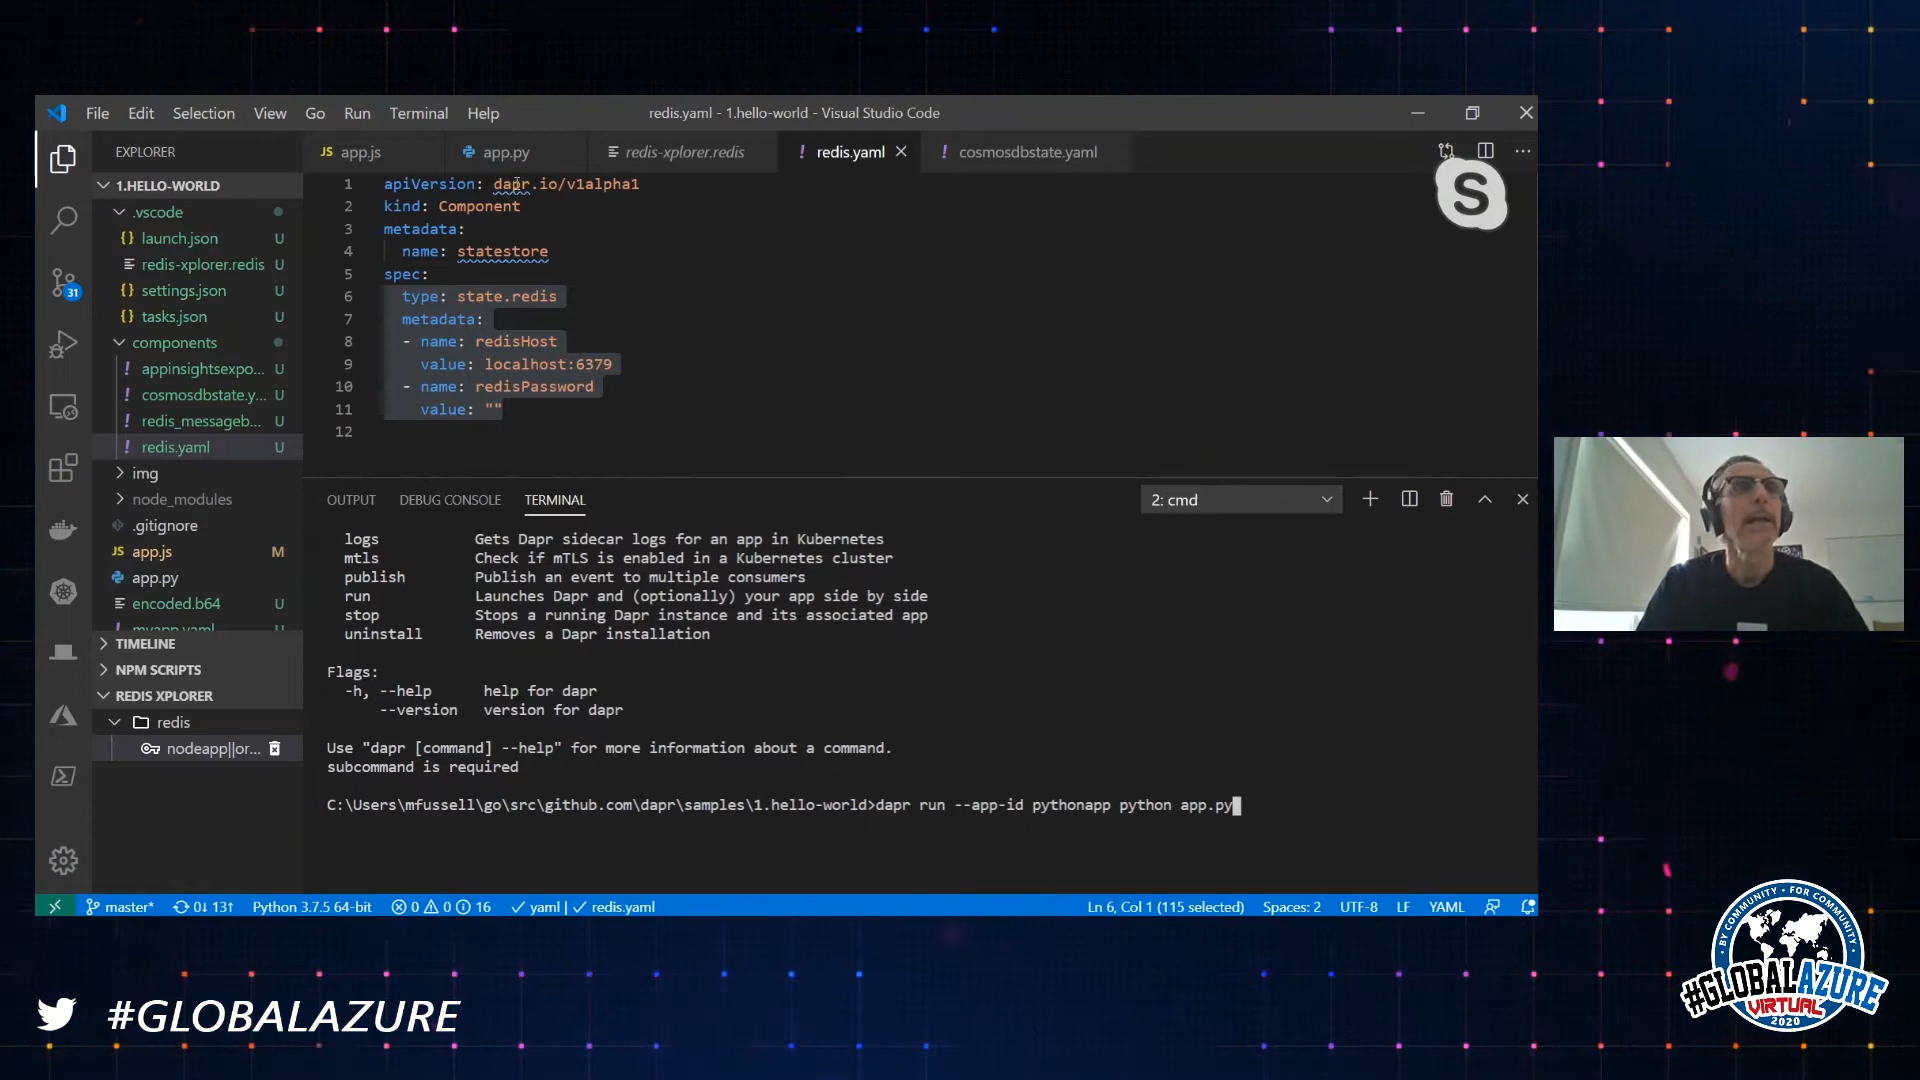 File Edit Selection View Go Run Terminal Help
redis.yaml - 1.hello-world - Visual Studio Code
EXPLORER
JS app.js
app.py
redis-xplorer.redis
! redis.yaml
! cosmosdbstate.yaml
1.HELLO-WORLD
.vscode
{} launch.json U
redis-xplorer.redis U
{} settings.json U
{} tasks.json U
components
! appinsightsexpo... U
! cosmosdbstate.y... U
! redis_messageb... U
! redis.yaml U
img
node_modules
.gitignore
JS app.js M
app.py
encoded.b64 U
! myapp.yaml U
TIMELINE
NPM SCRIPTS
REDIS XPLORER
redis
nodeapp||or...
31
1 apiVersion: dapr.io/v1alpha1
2 kind: Component
3 metadata:
4 name: statestore
5 spec:
6 type: state.redis
7 metadata:
8 - name: redisHost
9 value: localhost:6379
10 - name: redisPassword
11 value: ""
12
S
OUTPUT DEBUG CONSOLE TERMINAL
2: cmd
logs Gets Dapr sidecar logs for an app in Kubernetes
mtls Check if mTLS is enabled in a Kubernetes cluster
publish Publish an event to multiple consumers
run Launches Dapr and (optionally) your app side by side
stop Stops a running Dapr instance and its associated app
uninstall Removes a Dapr installation
Flags:
-h, --help help for dapr
--version version for dapr
Use "dapr [command] --help" for more information about a command.
subcommand is required
C:\Users\mfussell\go\src\github.com\dapr\samples\1.hello-world>dapr run --app-id pythonapp python app.py
master* 0↓ 13↑ Python 3.7.5 64-bit 0 0 16 ✓ yaml | ✓ redis.yaml
Ln 6, Col 1 (115 selected) Spaces: 2 UTF-8 LF YAML
#GLOBALAZURE
BY COMMUNITY • FOR COMMUNITY
#GLOBALAZURE
VIRTUAL
2020